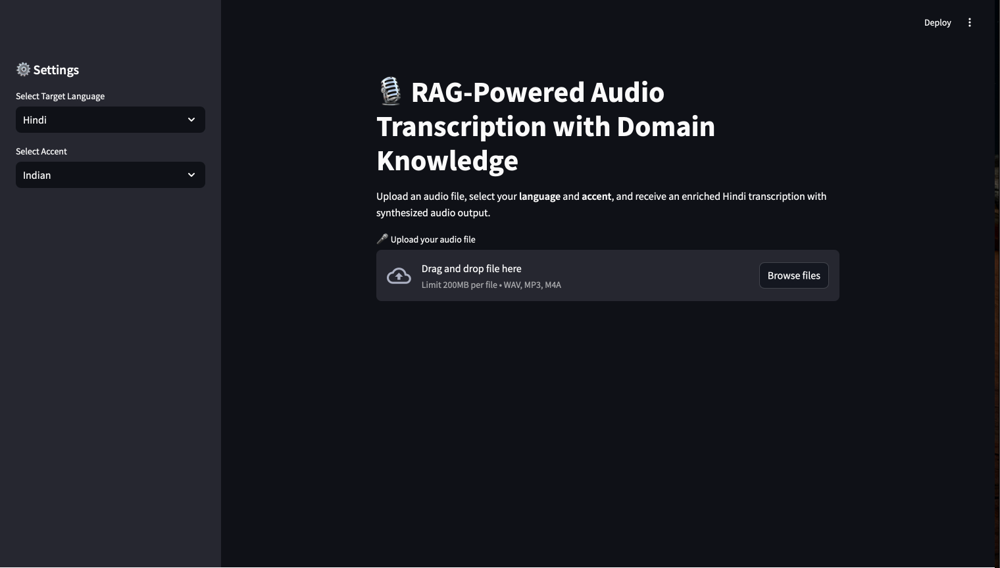 Deploy
Settings
Select Target Language
Hindi
Select Accent
Indian
RAG-Powered Audio
Transcription with Domain
Knowledge
Upload an audio file, select your language and accent, and receive an enriched Hindi transcription with
synthesized audio output.
Upload your audio file
Drag and drop file here
Limit 200MB per file • WAV, MP3, M4A
Browse files